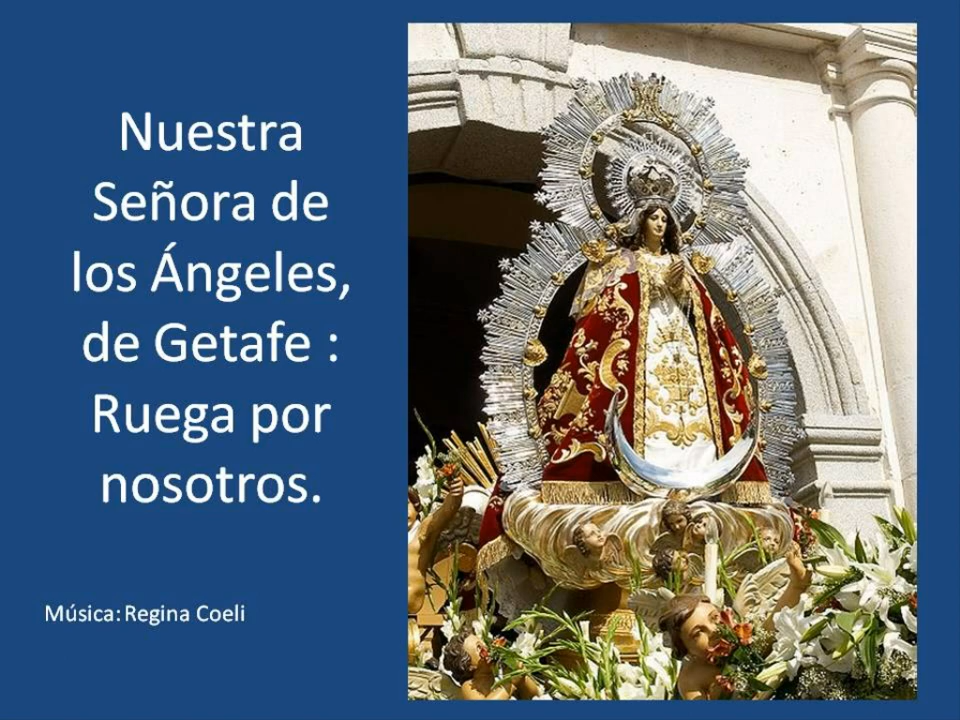 Nuestra
Señora de
los Ángeles,
de Getafe :
Ruega por
nosotros.
Música: Regina Coeli